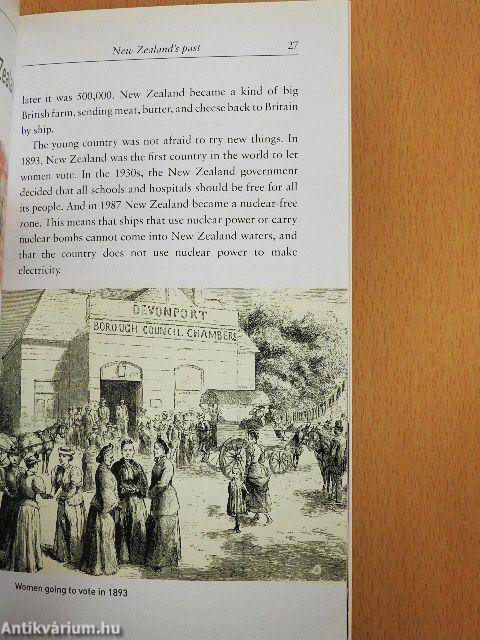 New Zealand's past 27
later it was 500,000. New Zealand became a kind of big
British farm, sending meat, butter, and cheese back to Britain
by ship.
The young country was not afraid to try new things. In
1893, New Zealand was the first country in the world to let
women vote. In the 1930s, the New Zealand government
decided that all schools and hospitals should be free for all
its people. And in 1987 New Zealand became a nuclear-free
zone. This means that ships that use nuclear power or carry
nuclear bombs cannot come into New Zealand waters, and
that the country does not use nuclear power to make
electricity.
DEVONPORT
BOROUGH COUNCIL CHAMBERS
Women going to vote in 1893
Antikvárium.hu